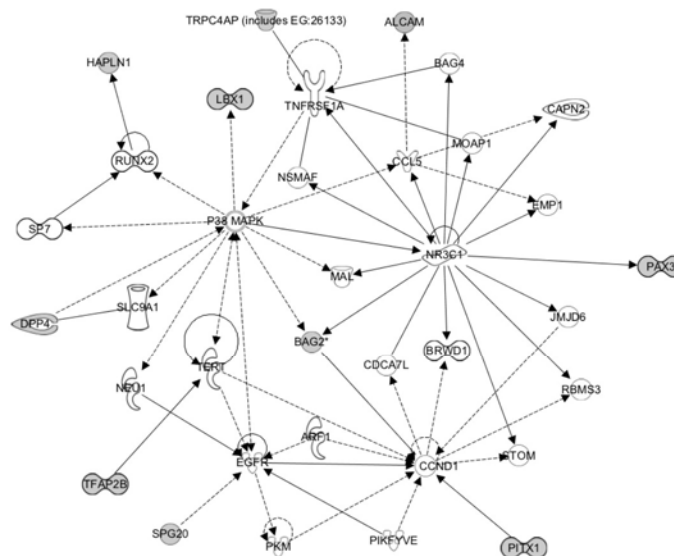 TRPC4AP (includes EG:26133)
ALCAM
HAPLN1
BAG4
LBX1
TNFRSF1A
CAPN2
MOAP1
RUNX2
CCL5
NSMAF
EMP1
SP7
P38 MAPK
NR3C1
PAX3
MAL
SLC9A1
DPP4
JMJD6
BAG2*
BRWD1
CDCA7L
TERT
NEU1
RBMS3
ARF1
STOM
EGFR
CCND1
TFAP2B
SPG20
PKM
PIKFYVE
PITX1